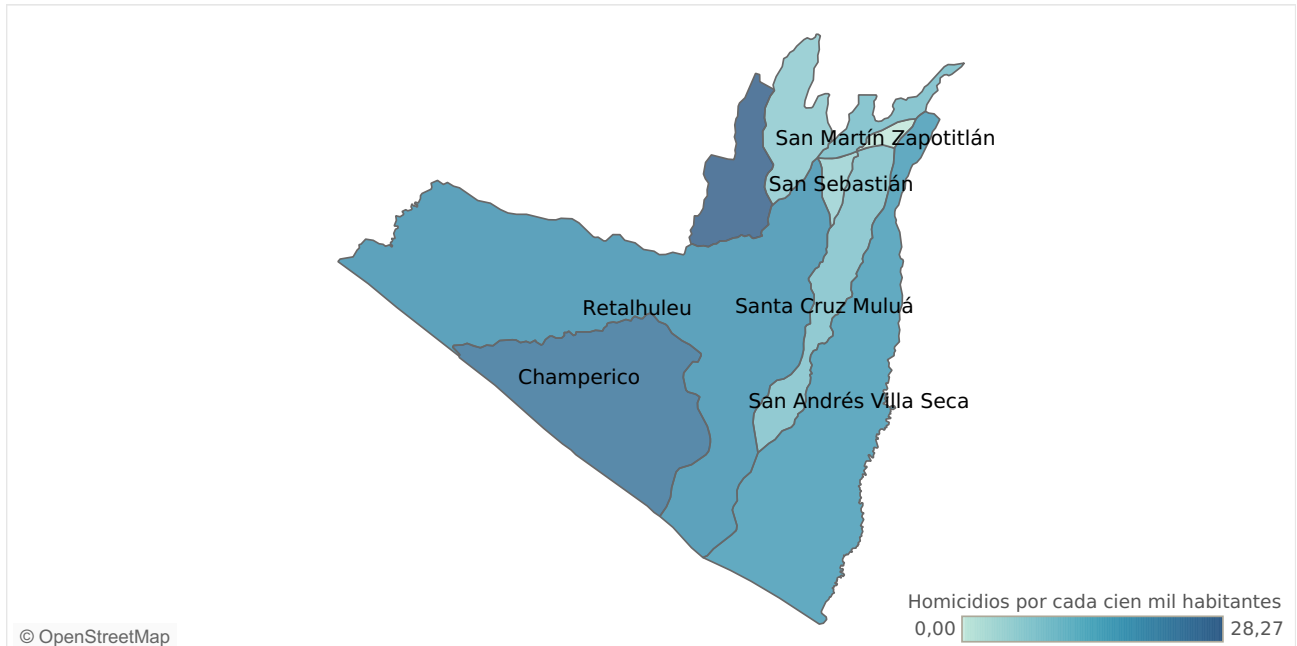 San Martín Zapotitlán
San Sebastián
Retalhuleu
Santa Cruz Muluá
Champerico
San Andrés Villa Seca
Homicidios por cada cien mil habitantes
0,00
28,27
© OpenStreetMap